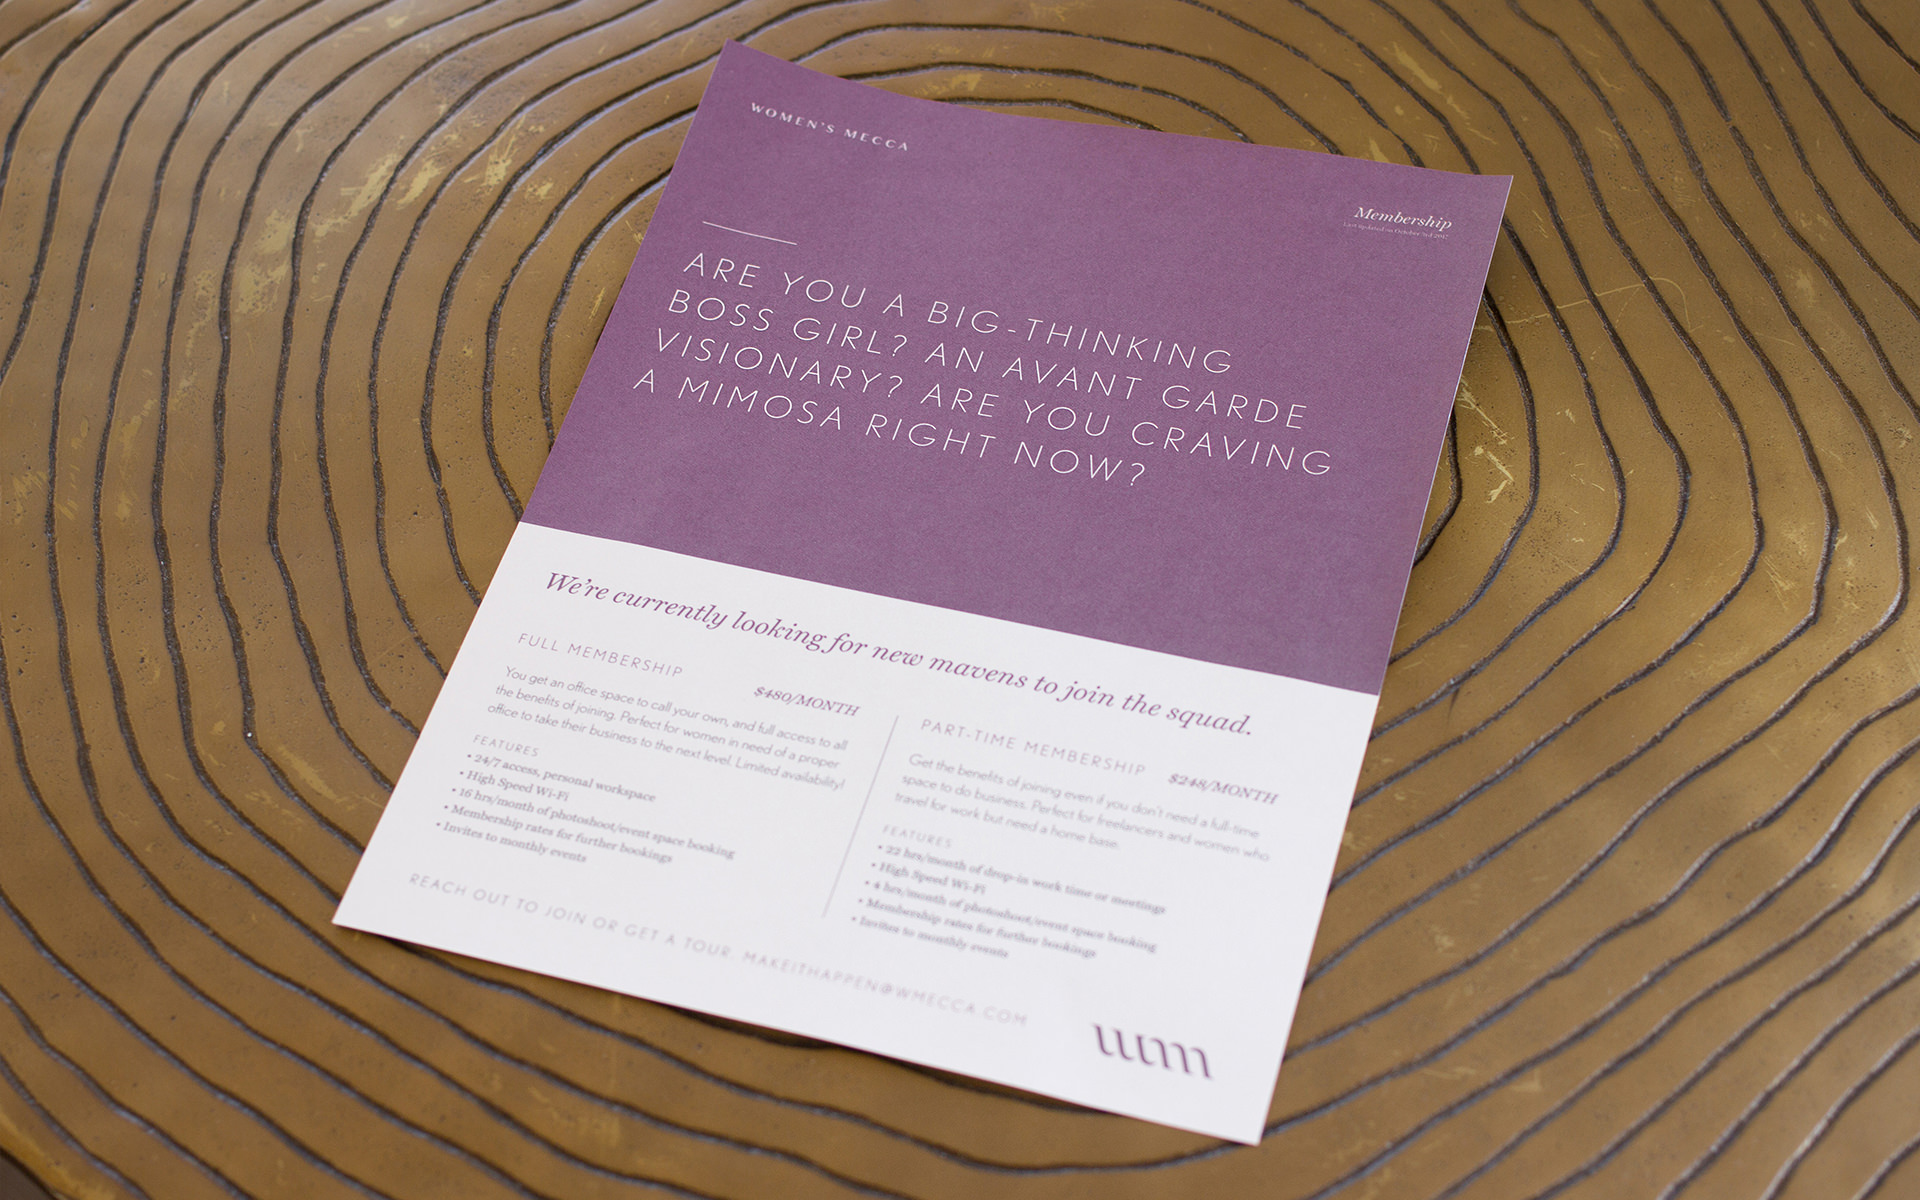 WOMEN'S MECCA
Membership
Last updated on October 3rd 2017
ARE YOU A BIG-THINKING
BOSS GIRL? AN AVANT GARDE
VISIONARY? ARE YOU CRAVING
A MIMOSA RIGHT NOW?
We're currently looking for new mavens to join the squad.
FULL MEMBERSHIP
$480/MONTH
You get an office space to call your own, and full access to all
the benefits of joining. Perfect for women in need of a proper
office to take their business to the next level. Limited availability!
FEATURES
• 24/7 access, personal workspace
• High Speed Wi-Fi
• 16 hrs/month of photoshoot/event space booking
• Membership rates for further bookings
• Invites to monthly events
PART-TIME MEMBERSHIP
$248/MONTH
Get the benefits of joining even if you don't need a full-time
space to do business. Perfect for freelancers and women who
travel for work but need a home base.
FEATURES
• 22 hrs/month of drop-in work time or meetings
• High Speed Wi-Fi
• 4 hrs/month of photoshoot/event space booking
• Membership rates for further bookings
• Invites to monthly events
REACH OUT TO JOIN OR GET A TOUR. MAKEITHAPPEN@WMECCA.COM
wm